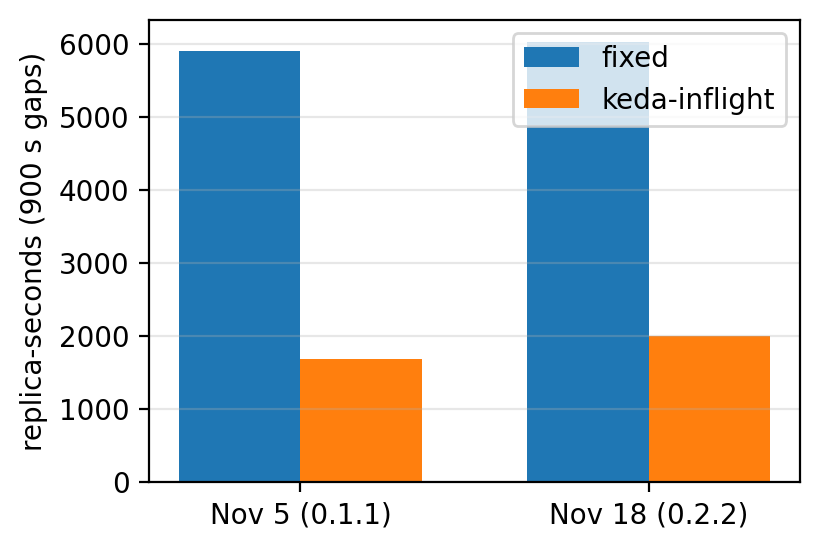 replica-seconds (900 s gaps)
6000
5000
4000
3000
2000
1000
0
fixed
keda-inflight
Nov 5 (0.1.1)
Nov 18 (0.2.2)